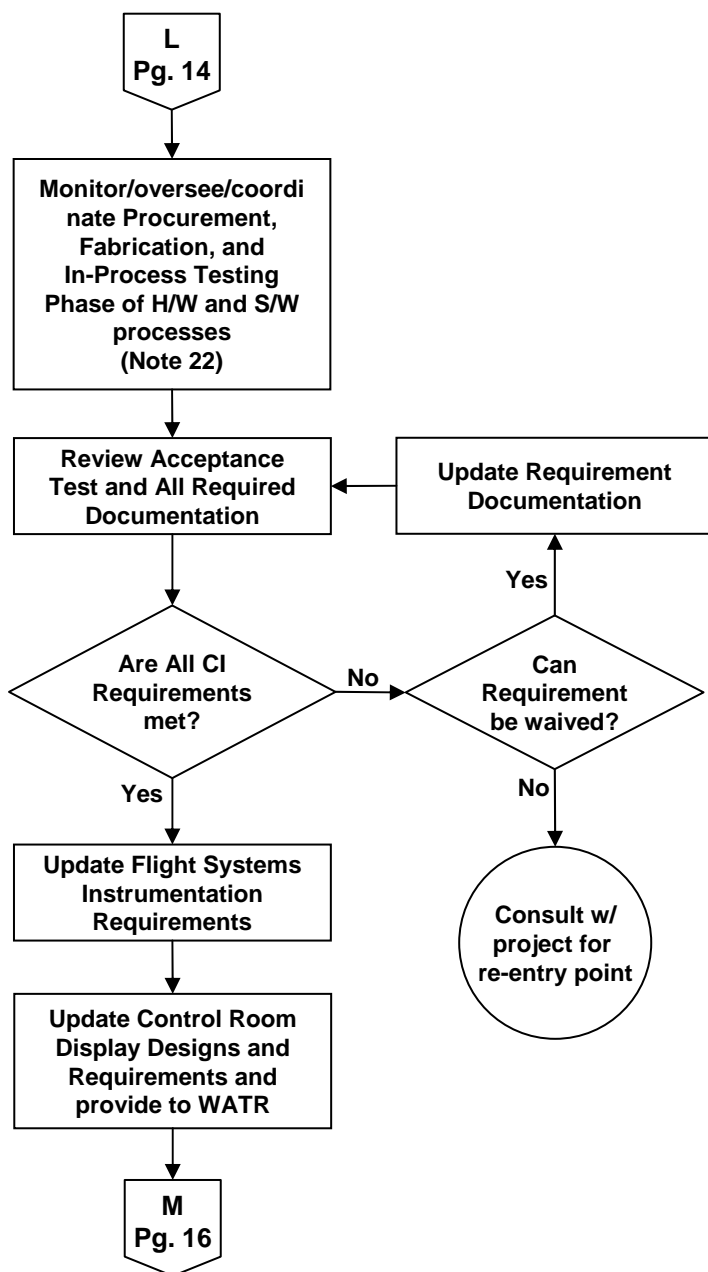 L
Pg. 14
Monitor/oversee/coordi
nate Procurement,
Fabrication, and
In-Process Testing
Phase of H/W and S/W
processes
(Note 22)
Review Acceptance
Test and All Required
Documentation
Update Requirement
Documentation
Yes
Are All CI
Requirements
met?
No
Can
Requirement
be waived?
Yes
No
Update Flight Systems
Instrumentation
Requirements
Consult w/
project for
re-entry point
Update Control Room
Display Designs and
Requirements and
provide to WATR
M
Pg. 16